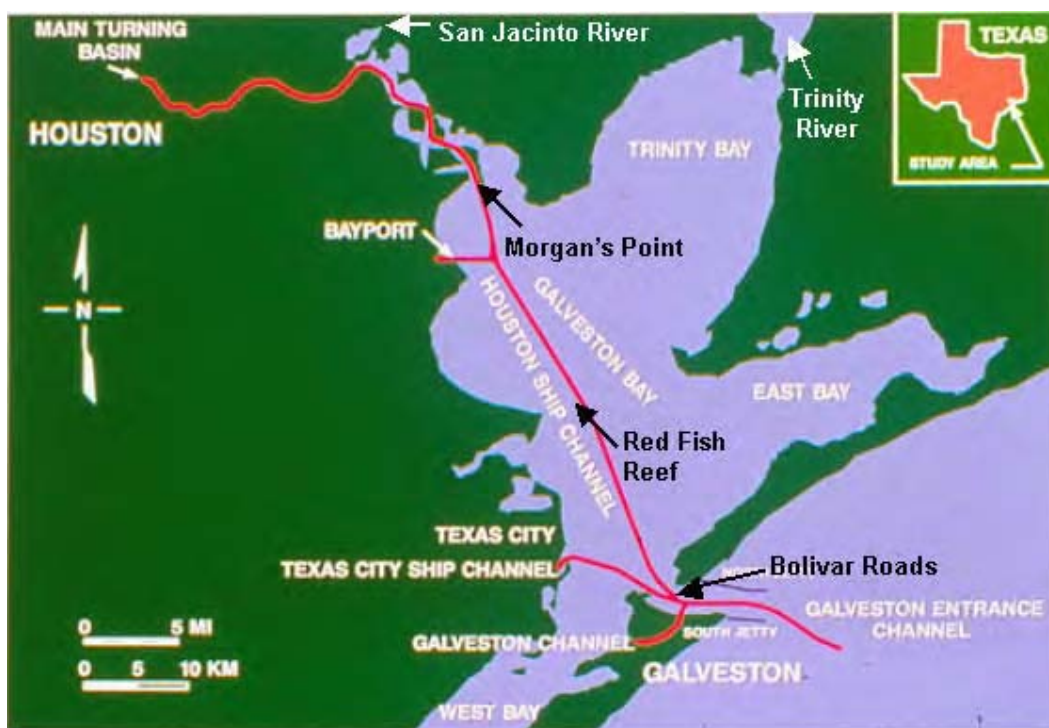 MAIN TURNING
BASIN
San Jacinto River
TEXAS
HOUSTON
Trinity
River
TRINITY BAY
STUDY AREA
BAYPORT
Morgan's Point
N
HOUSTON SHIP CHANNEL
GALVESTON BAY
EAST BAY
Red Fish
Reef
TEXAS CITY
TEXAS CITY SHIP CHANNEL
Bolivar Roads
GALVESTON ENTRANCE
CHANNEL
0 5 MI
0 5 10 KM
GALVESTON CHANNEL
SOUTH JETTY
GALVESTON
WEST BAY